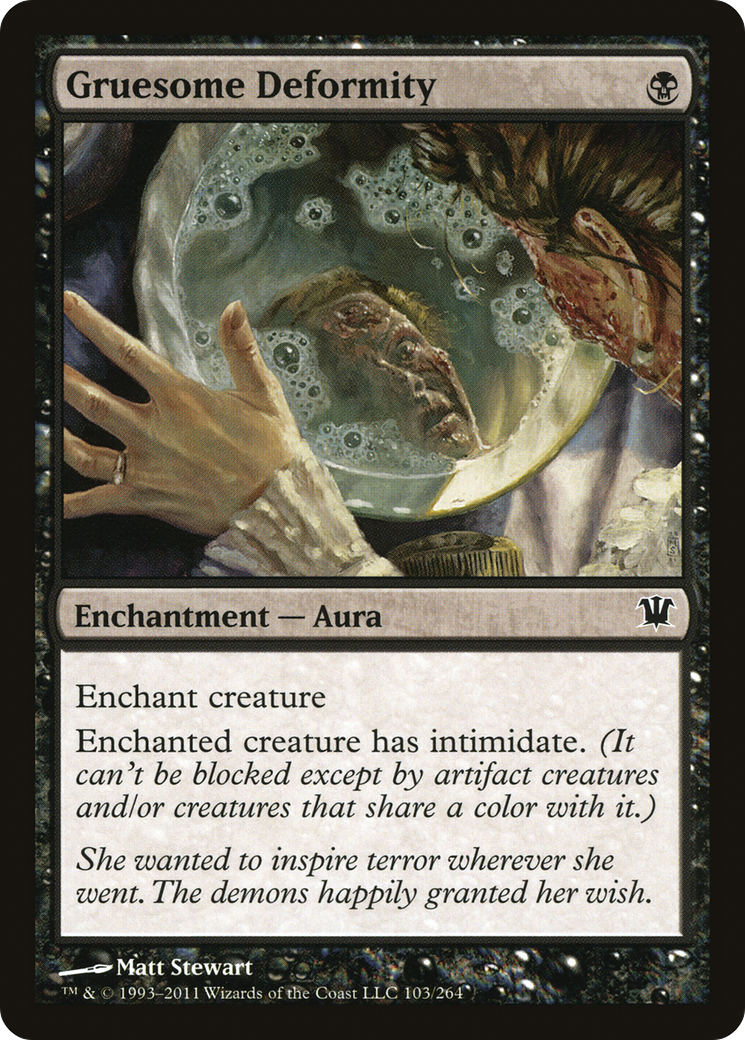 Gruesome Deformity
Enchantment — Aura
Enchant creature
Enchanted creature has intimidate. (It
can't be blocked except by artifact creatures
and/or creatures that share a color with it.)
She wanted to inspire terror wherever she
went. The demons happily granted her wish.
Matt Stewart
™ & © 1993–2011 Wizards of the Coast LLC 103/264